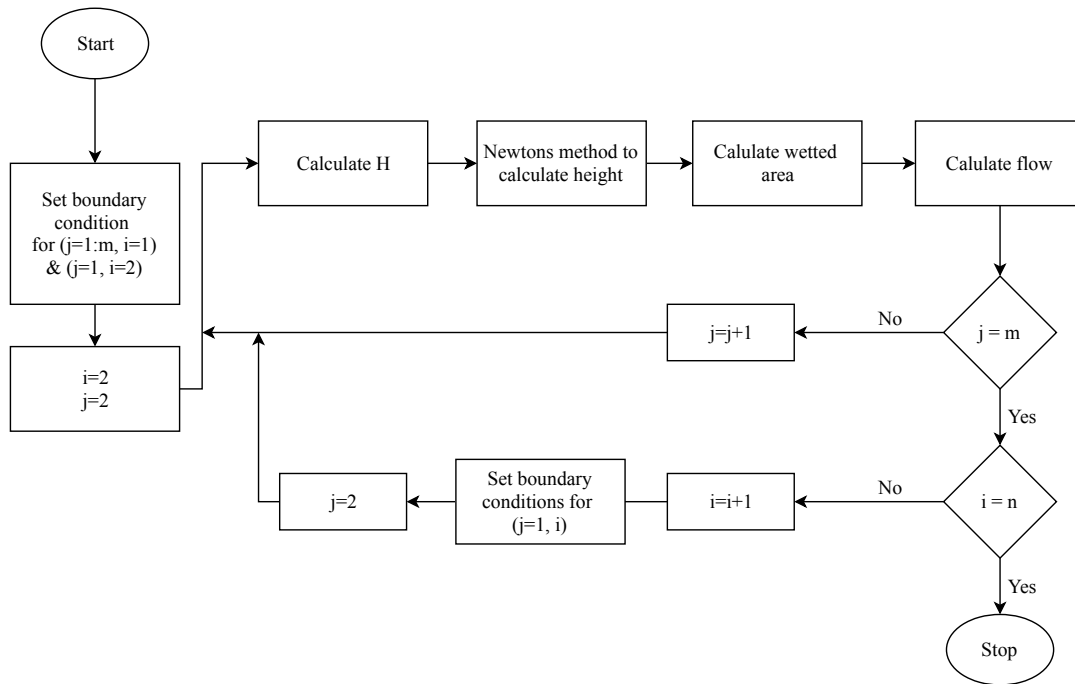 Start
Set boundary
condition
for (j=1:m, i=1)
& (j=1, i=2)
i=2
j=2
Calculate H
Newtons method to
calculate height
Calulate wetted
area
Calulate flow
j = m
No
j=j+1
Yes
i = n
No
i=i+1
Set boundary
conditions for
(j=1, i)
j=2
Yes
Stop